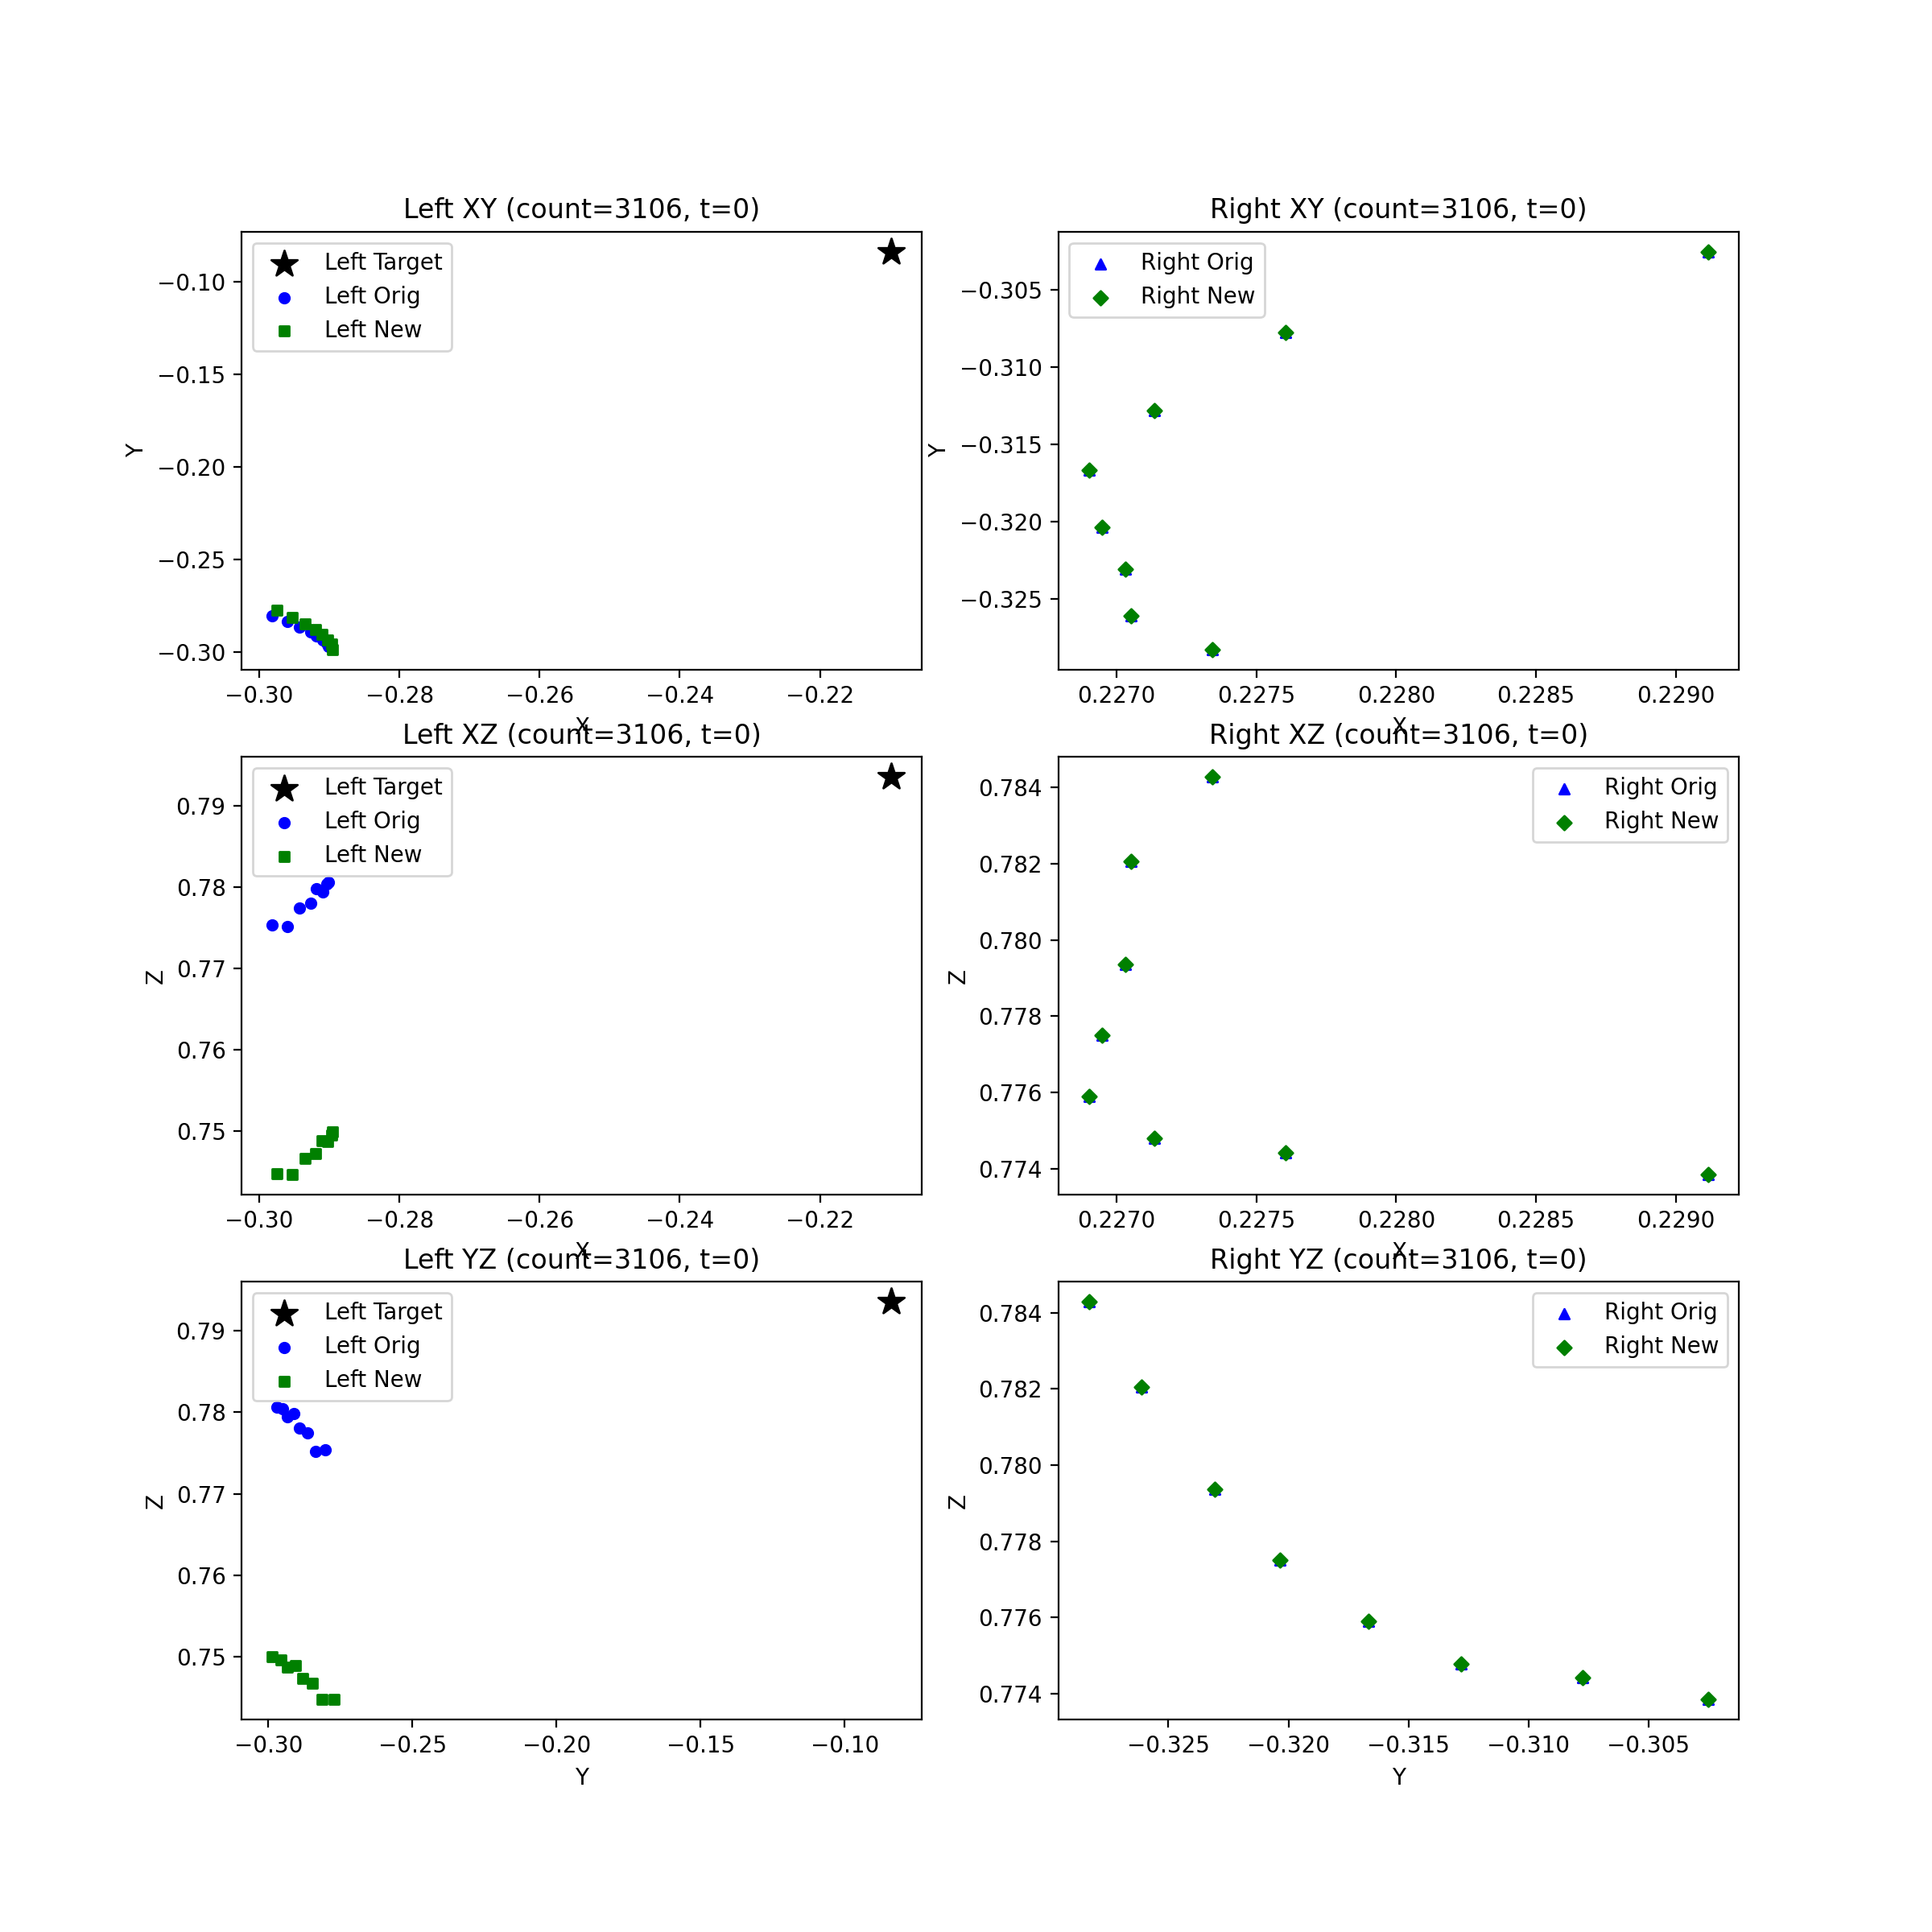 Left XY (count=3106, t=0)
Left Target
Left Orig
Left New
−0.10
−0.15
−0.20
−0.25
−0.30
Y
−0.30
−0.28
−0.26
−0.24
−0.22
X
Right XY (count=3106, t=0)
Right Orig
Right New
−0.305
−0.310
−0.315
−0.320
−0.325
Y
0.2270
0.2275
0.2280
0.2285
0.2290
X
Left XZ (count=3106, t=0)
Left Target
Left Orig
Left New
0.79
0.78
0.77
0.76
0.75
Z
−0.30
−0.28
−0.26
−0.24
−0.22
X
Right XZ (count=3106, t=0)
Right Orig
Right New
0.784
0.782
0.780
0.778
0.776
0.774
Z
0.2270
0.2275
0.2280
0.2285
0.2290
X
Left YZ (count=3106, t=0)
Left Target
Left Orig
Left New
0.79
0.78
0.77
0.76
0.75
Z
−0.30
−0.25
−0.20
−0.15
−0.10
Y
Right YZ (count=3106, t=0)
Right Orig
Right New
0.784
0.782
0.780
0.778
0.776
0.774
Z
−0.325
−0.320
−0.315
−0.310
−0.305
Y